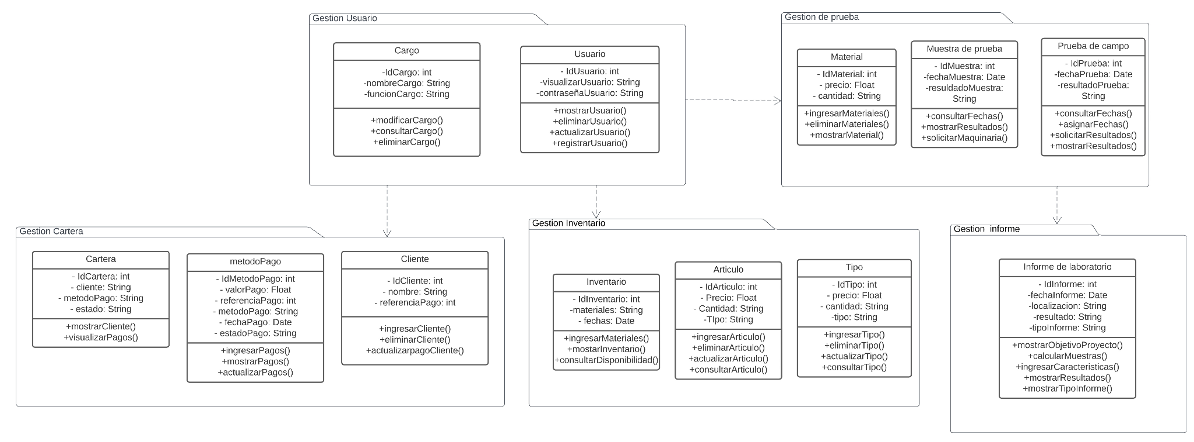 Gestion Usuario
Cargo
-IdCargo: int
-nombreCargo: String
-funcionCargo: String
+modificarCargo()
+consultarCargo()
+eliminarCargo()
Usuario
- IdUsuario: int
-visualizarUsuario: String
-contraseñaUsuario: String
+mostrarUsuario()
+eliminarUsuario()
+actualizarUsuario()
+registrarUsuario()
Gestion de prueba
Material
- IdMaterial: int
- precio: Float
- cantidad: String
+ingresarMateriales()
+eliminarMateriales()
+mostrarMaterial()
Muestra de prueba
- IdMuestra: int
-fechaMuestra: Date
-resuldadoMuestra:
String
+consultarFechas()
+mostrarResultados()
+solicitarMaquinaria()
Prueba de campo
- IdPrueba: int
-fechaPrueba: Date
-resultadoPrueba:
String
+consultarFechas()
+asignarFechas()
+solicitarResultados()
+mostrarResultados()
Gestion Cartera
Cartera
- IdCartera: int
- cliente: String
- metodoPago: String
- estado: String
+mostrarCliente()
+visualizarPagos()
metodoPago
- IdMetodoPago: int
- valorPago: Float
- referenciaPago: int
- metodoPago: String
- fechaPago: Date
- estadoPago: String
+ingresarPagos()
+mostrarPagos()
+actualizarPagos()
Cliente
- IdCliente: int
- nombre: String
- referenciaPago: int
+ingresarCliente()
+eliminarCliente()
+actualizarpagoCliente()
Gestion Inventario
Inventario
- IdInventario: int
-materiales: String
- fechas: Date
+ingresarMateriales()
+mostarInventario()
+consultarDisponibilidad()
Articulo
- IdArticulo: int
- Precio: Float
- Cantidad: String
-TIpo: String
+ingresarArticulo()
+eliminarArticulo()
+actualizarArticulo()
+consultarArticulo()
Tipo
- IdTipo: int
- precio: Float
- cantidad: String
-tipo: String
+ingresarTipo()
+eliminarTipo()
+actualizarTipo()
+consultarTipo()
Gestion informe
Informe de laboratorio
- IdInforme: int
-fechaInforme: Date
-localizacion: String
-resultado: String
-tipoInforme: String
+mostrarObjetivoProyecto()
+calcularMuestras()
+ingresarCaracteristicas()
+mostrarResultados()
+mostrarTipoInforme()